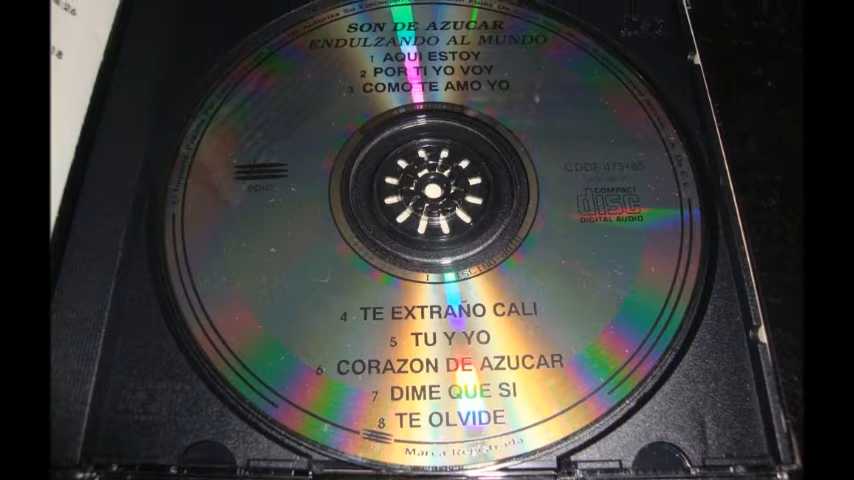 SON DE AZUCAR
ENDULZANDO AL MUNDO
1 AQUI ESTOY
2 POR TI YO VOY
3 COMO TE AMO YO
epic
CDDE 473165
COMPACT
DISC
DIGITAL AUDIO
4 TE EXTRAÑO CALI
5 TU Y YO
6 CORAZON DE AZUCAR
7 DIME QUE SI
8 TE OLVIDE
Marca Registrada